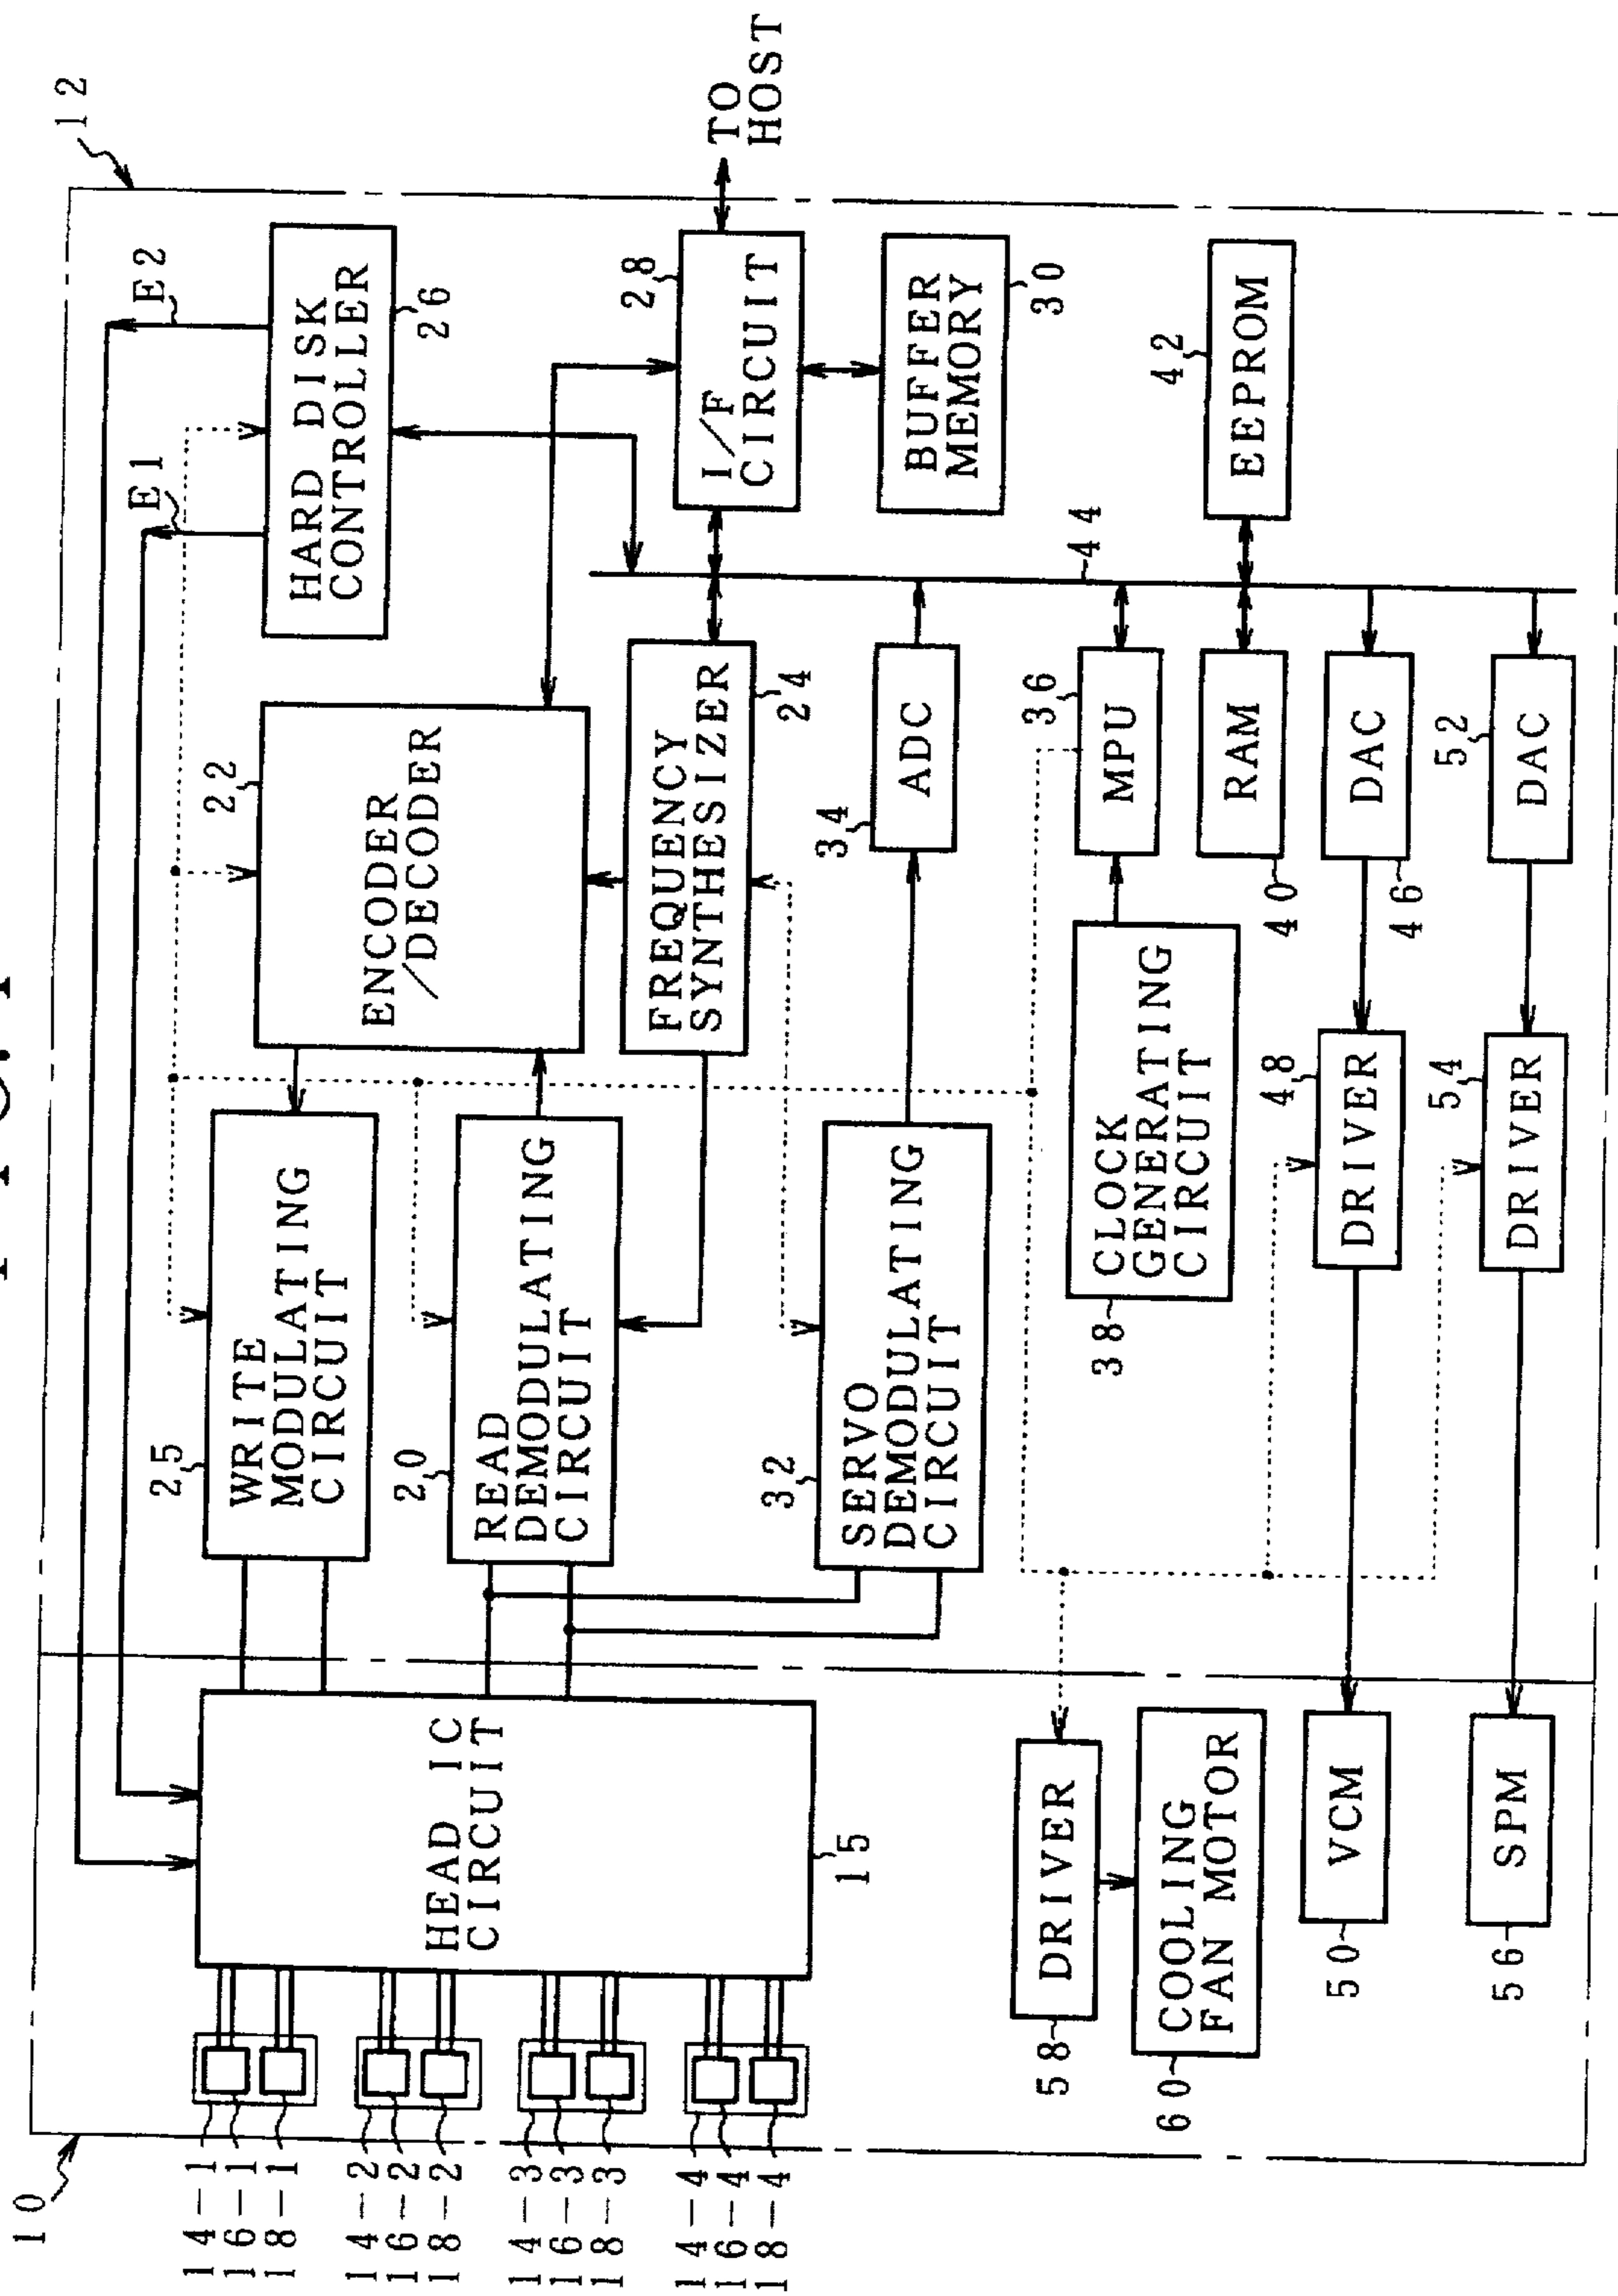 10
12
14-1
16-1
18-1
14-2
16-2
18-2
14-3
16-3
18-3
14-4
16-4
18-4
HEAD IC
CIRCUIT
15
E1
E2
25
WRITE
MODULATING
CIRCUIT
20
READ
DEMODULATING
CIRCUIT
32
SERVO
DEMODULATING
CIRCUIT
22
ENCODER
/DECODER
FREQUENCY
SYNTHESIZER
24
HARD DISK
CONTROLLER
26
28
I/F
CIRCUIT
TO
HOST
BUFFER
MEMORY
30
34
ADC
36
MPU
38
CLOCK
GENERATING
CIRCUIT
RAM
40
42
EEPROM
44
DAC
46
48
DRIVER
50
VCM
52
DAC
54
DRIVER
56
SPM
58
DRIVER
60
COOLING
FAN MOTOR